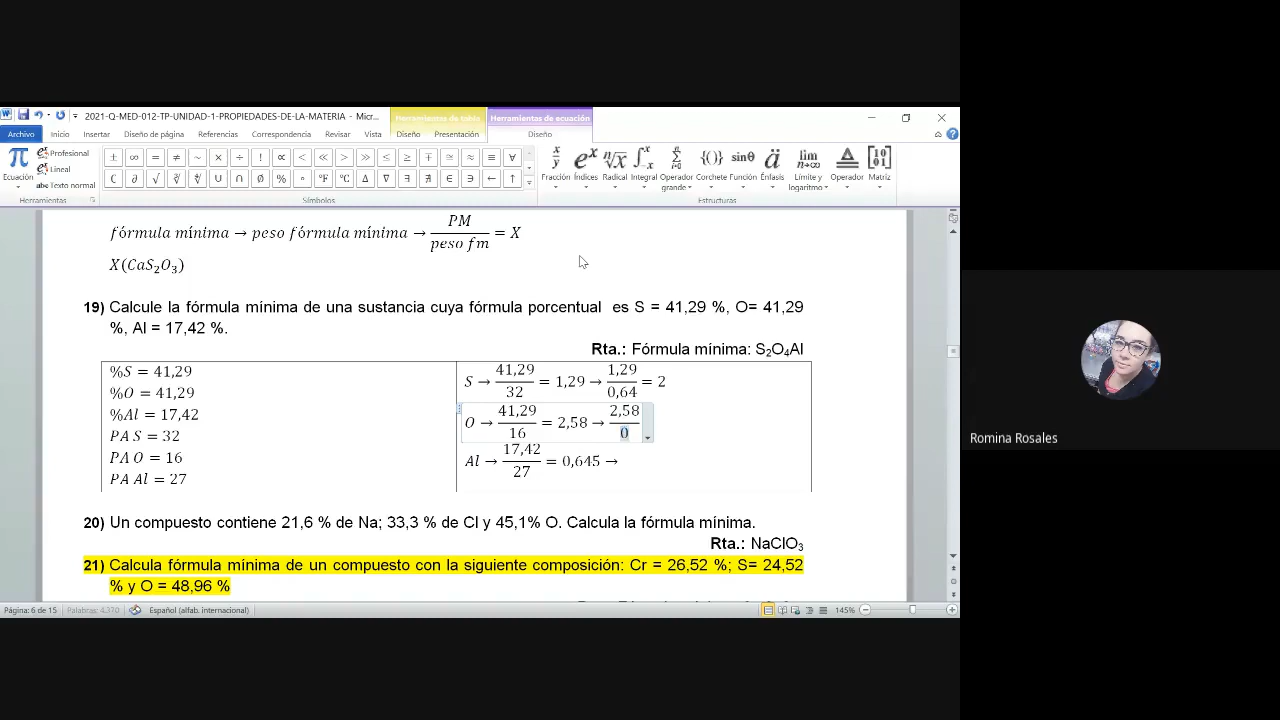 2021-Q-MED-012-TP-UNIDAD-1-PROPIEDADES-DE-LA-MATERIA - Micr...
Herramientas de tabla
Herramientas de ecuación
Archivo Inicio Insertar Diseño de página Referencias Correspondencia Revisar Vista Diseño Presentación Diseño
Ecuación
Profesional
Lineal
abc Texto normal
± ∞ = ≠ ~ × ÷ ! ∝ < ≪ > ≫ ≤ ≥ ∓ ≅ ≈ ≡ ∀
∁ ∂ √ ∛ ∜ ∪ ∩ ∅ % ° ℉ ℃ ∆ ∇ ∃ ∄ ∈ ∋ ← ↑
Fracción Índices Radical Integral Operador grande Corchete Función Énfasis Límite y logaritmo Operador Matriz
Herramientas Símbolos Estructuras
fórmula mínima → peso fórmula mínima → PM / peso fm = X
X(CaS₂O₃)
19) Calcule la fórmula mínima de una sustancia cuya fórmula porcentual es S = 41,29 %, O= 41,29
%, Al = 17,42 %.
Rta.: Fórmula mínima: S₂O₄Al
%S = 41,29
%O = 41,29
%Al = 17,42
PA S = 32
PA O = 16
PA Al = 27
S → 41,29 / 32 = 1,29 → 1,29 / 0,64 = 2
O → 41,29 / 16 = 2,58 → 2,58 / 0
Al → 17,42 / 27 = 0,645 →
20) Un compuesto contiene 21,6 % de Na; 33,3 % de Cl y 45,1% O. Calcula la fórmula mínima.
Rta.: NaClO₃
21) Calcula fórmula mínima de un compuesto con la siguiente composición: Cr = 26,52 %; S= 24,52
% y O = 48,96 %
Página: 6 de 15 Palabras: 4.370 Español (alfab. internacional) 145%
Romina Rosales